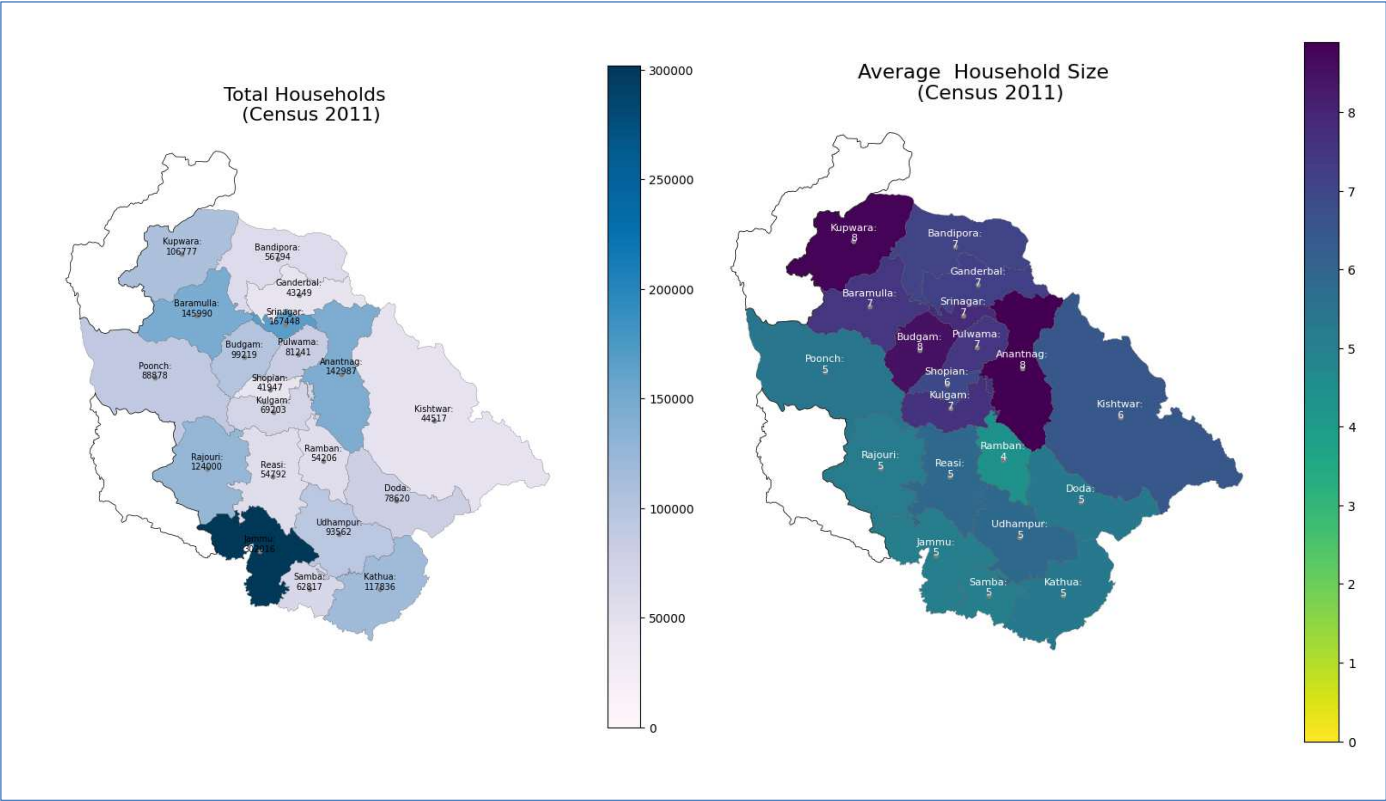 Total Households
(Census 2011)
Kupwara:
106777
Bandipora:
56794
Ganderbal:
43249
Baramulla:
145990
Srinagar:
167448
Budgam:
99219
Pulwama:
81241
Anantnag:
142987
Poonch:
88878
Shopian:
41947
Kulgam:
69203
Kishtwar:
44517
Rajouri:
124000
Reasi:
54792
Ramban:
54206
Doda:
78620
Udhampur:
93562
Jammu:
Samba:
62817
Kathua:
117836
300000
250000
200000
150000
100000
50000
0
Average Household Size
(Census 2011)
Kupwara:
8
Bandipora:
7
Ganderbal:
7
Baramulla:
7
Srinagar:
7
Budgam:
8
Pulwama:
7
Anantnag:
8
Poonch:
5
Shopian:
6
Kulgam:
7
Kishtwar:
6
Rajouri:
5
Reasi:
5
Ramban:
4
Doda:
5
Udhampur:
5
Jammu:
5
Samba:
5
Kathua:
5
8
7
6
5
4
3
2
1
0